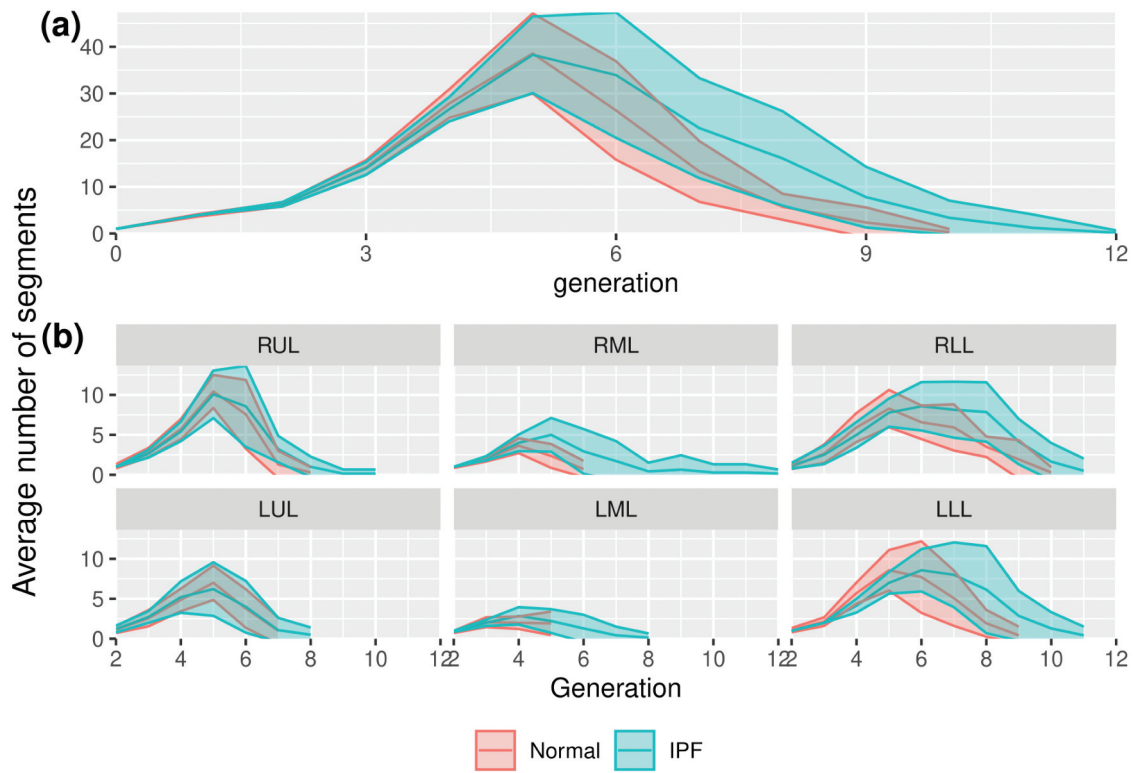 (a)
40
30
20
10
0
0 3 6 9 12
generation
Average number of segments
(b)
RUL RML RLL
10
5
0
LUL LML LLL
10
5
0
2 4 6 8 10 12 2 4 6 8 10 12 2 4 6 8 10 12
Generation
Normal IPF